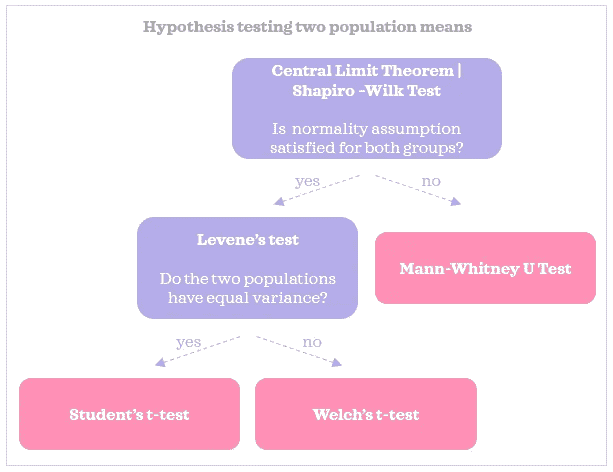 Hypothesis testing two population means
Central Limit Theorem |
Shapiro -Wilk Test
Is normality assumption
satisfied for both groups?
yes
no
Levene's test
Do the two populations
have equal variance?
Mann-Whitney U Test
yes
no
Student's t-test
Welch's t-test